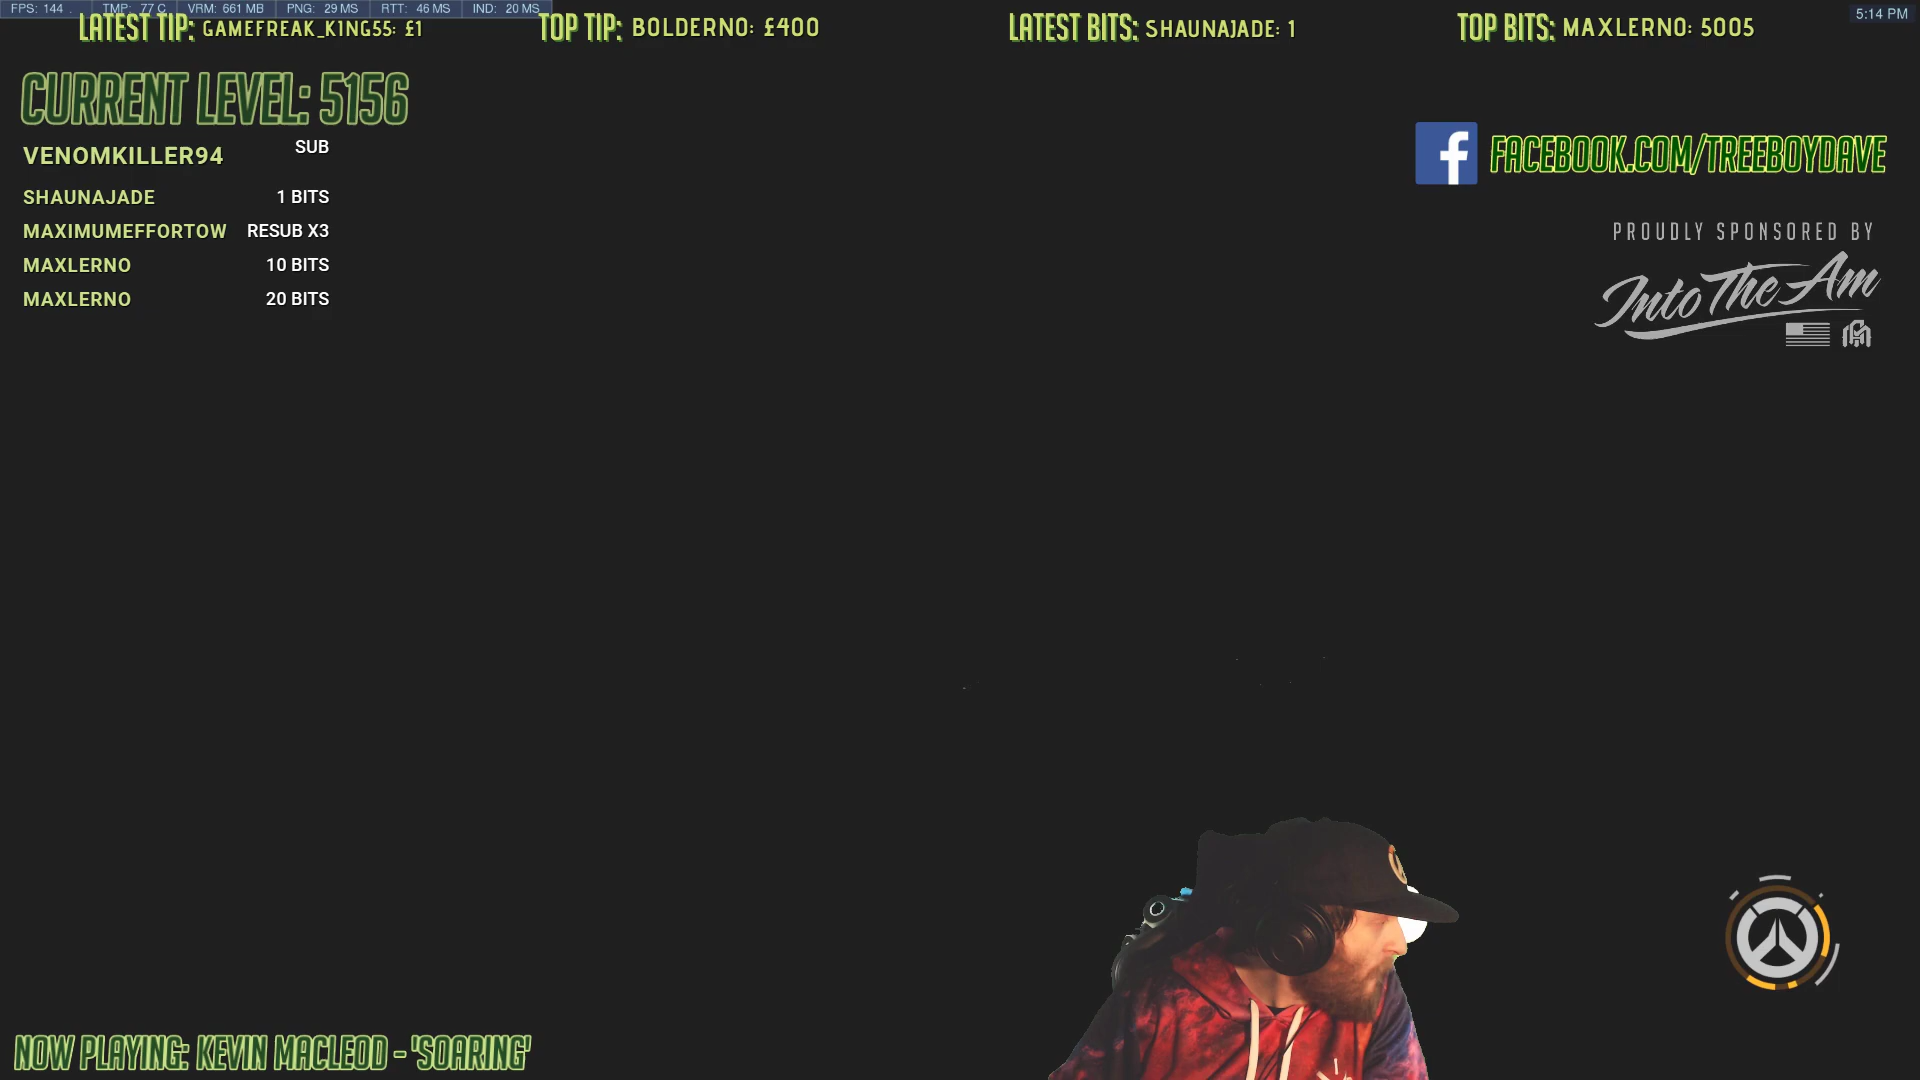 FPS: 144 TMP: 77 C VRM: 661 MB PNG: 29 MS RTT: 46 MS IND: 20 MS
5:14 PM
LATEST TIP: GAMEFREAK_K1NG55: £1
TOP TIP: BOLDERNO: £400
LATEST BITS: SHAUNAJADE: 1
TOP BITS: MAXLERNO: 5005
CURRENT LEVEL: 5156
VENOMKILLER94 SUB
SHAUNAJADE 1 BITS
MAXIMUMEFFORTOW RESUB X3
MAXLERNO 10 BITS
MAXLERNO 20 BITS
FACEBOOK.COM/TREEBOYDAVE
PROUDLY SPONSORED BY
Into The Am
NOW PLAYING: KEVIN MACLEOD - 'SOARING'